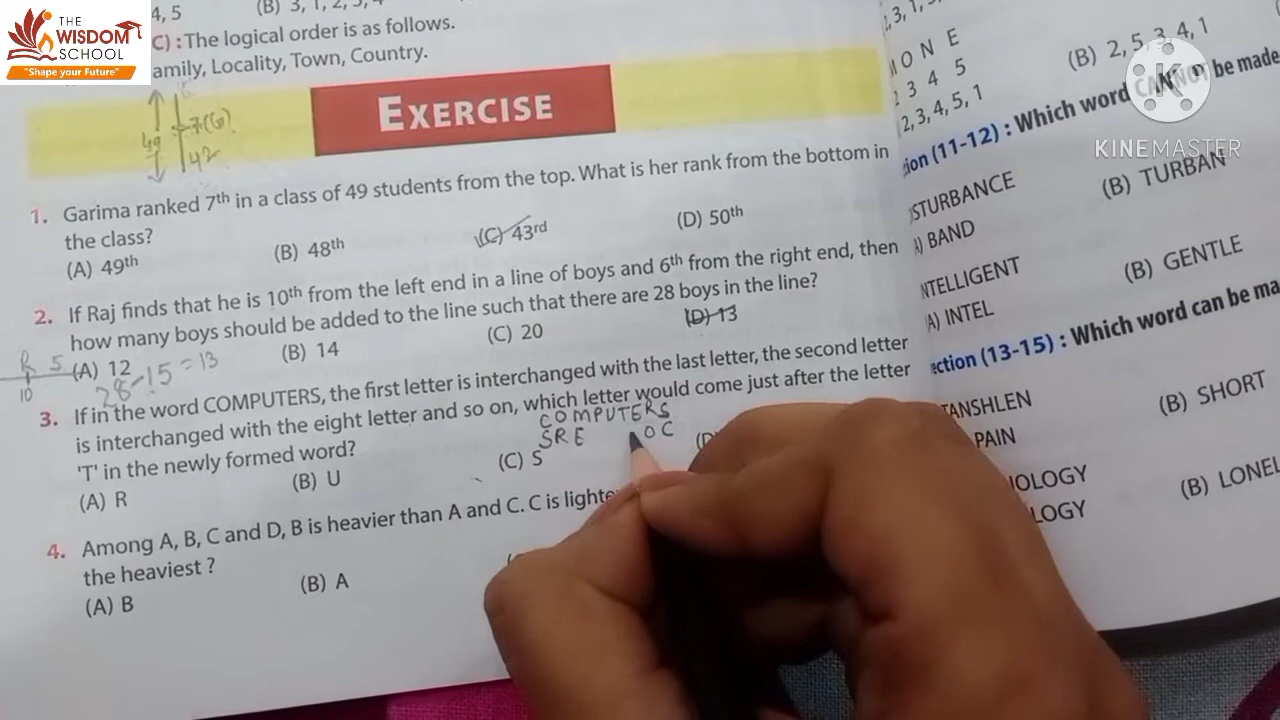 THE
WISDOM
SCHOOL
"Shape your Future"
4, 5
(B) 3, 1, 2,
C) : The logical order is as follows.
amily, Locality, Town, Country.
EXERCISE
7(6)
49
42
1. Garima ranked 7th in a class of 49 students from the top. What is her rank from the bottom in
the class?
(A) 49th (B) 48th (C) 43rd (D) 50th
2. If Raj finds that he is 10th from the left end in a line of boys and 6th from the right end, then
how many boys should be added to the line such that there are 28 boys in the line?
(A) 12 (B) 14 (C) 20 (D) 13
R 5
10
28-15=13
3. If in the word COMPUTERS, the first letter is interchanged with the last letter, the second letter
is interchanged with the eight letter and so on, which letter would come just after the letter
'T' in the newly formed word?
COMPUTERS
SRE OC
(A) R (B) U (C) S (D
4. Among A, B, C and D, B is heavier than A and C. C is lighte
the heaviest ?
(A) B (B) A
2, 3, 1,
O N E
2 3 4 5
2, 3, 4, 5, 1
(B) 2, 5, 3, 4, 1
KINEMASTER
tion (11-12) : Which word CANNOT be made
STURBANCE
A) BAND (B) TURBAN
NTELLIGENT
A) INTEL (B) GENTLE
ection (13-15) : Which word can be ma
TANSHLEN
PAIN (B) SHORT
IOLOGY
LOGY (B) LONEL